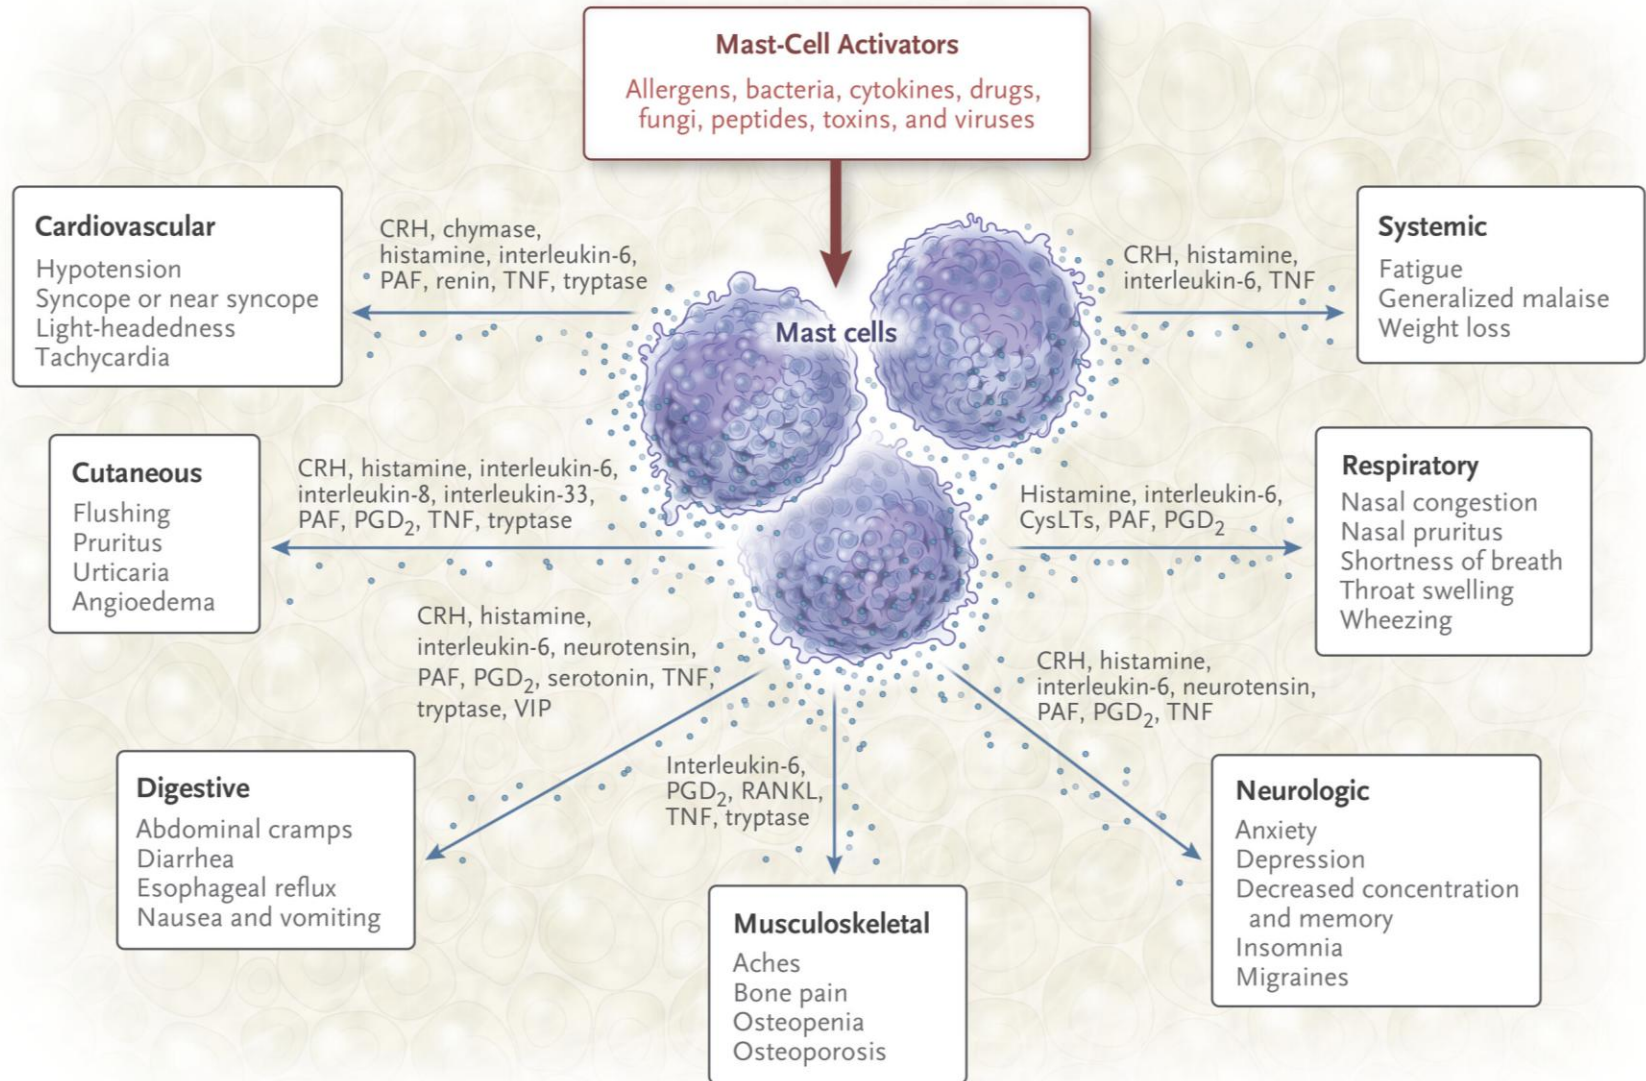 Mast-Cell Activators
Allergens, bacteria, cytokines, drugs,
fungi, peptides, toxins, and viruses
Cardiovascular
Hypotension
Syncope or near syncope
Light-headedness
Tachycardia
CRH, chymase,
histamine, interleukin-6,
PAF, renin, TNF, tryptase
Mast cells
CRH, histamine,
interleukin-6, TNF
Systemic
Fatigue
Generalized malaise
Weight loss
Cutaneous
Flushing
Pruritus
Urticaria
Angioedema
CRH, histamine, interleukin-6,
interleukin-8, interleukin-33,
PAF, PGD₂, TNF, tryptase
Histamine, interleukin-6,
CysLTs, PAF, PGD₂
Respiratory
Nasal congestion
Nasal pruritus
Shortness of breath
Throat swelling
Wheezing
CRH, histamine,
interleukin-6, neurotensin,
PAF, PGD₂, serotonin, TNF,
tryptase, VIP
CRH, histamine,
interleukin-6, neurotensin,
PAF, PGD₂, TNF
Digestive
Abdominal cramps
Diarrhea
Esophageal reflux
Nausea and vomiting
Interleukin-6,
PGD₂, RANKL,
TNF, tryptase
Musculoskeletal
Aches
Bone pain
Osteopenia
Osteoporosis
Neurologic
Anxiety
Depression
Decreased concentration
and memory
Insomnia
Migraines